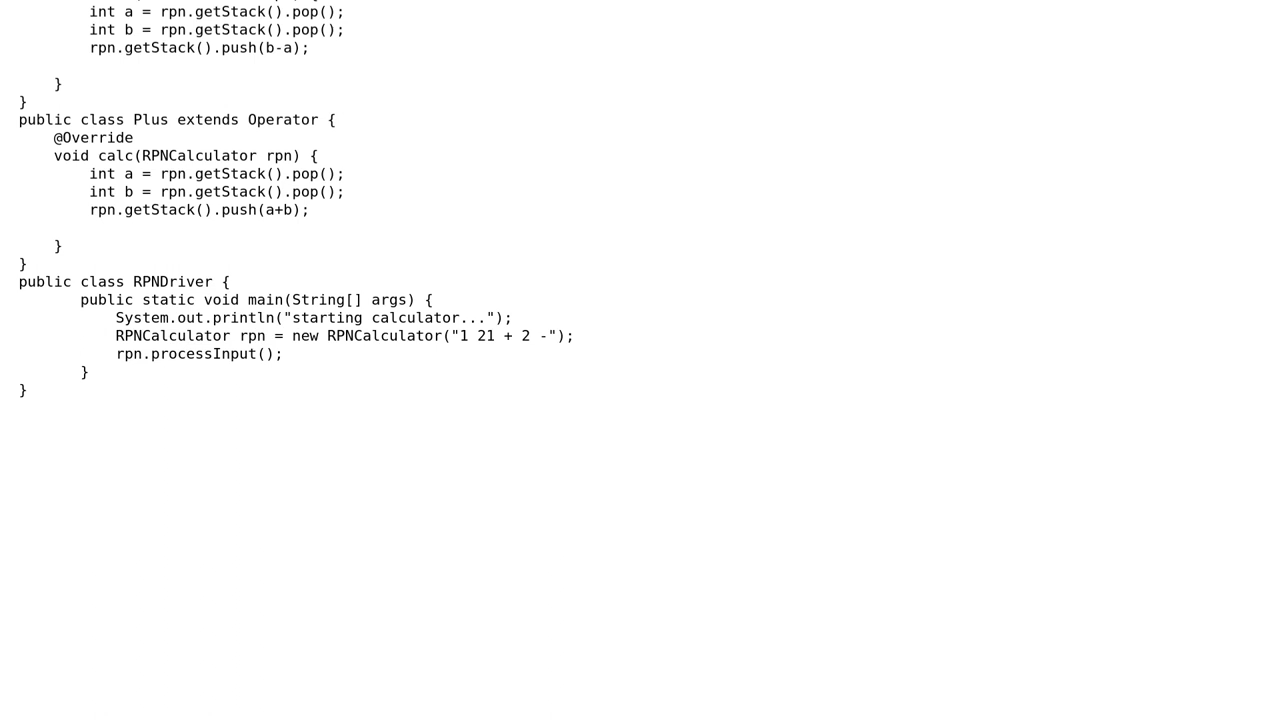 int a = rpn.getStack().pop();
int b = rpn.getStack().pop();
rpn.getStack().push(b-a);
}
}
public class Plus extends Operator {
@Override
void calc(RPNCalculator rpn) {
int a = rpn.getStack().pop();
int b = rpn.getStack().pop();
rpn.getStack().push(a+b);
}
}
public class RPNDriver {
public static void main(String[] args) {
System.out.println("starting calculator...");
RPNCalculator rpn = new RPNCalculator("1 21 + 2 -");
rpn.processInput();
}
}